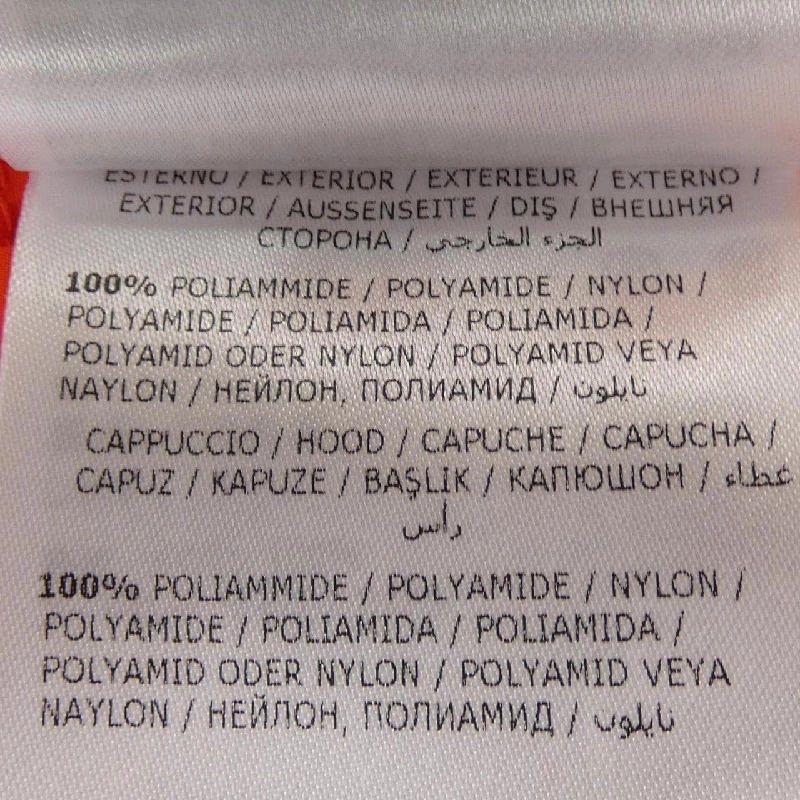 ESTERNO / EXTERIOR / EXTERIEUR / EXTERNO /
EXTERIOR / AUSSENSEITE / DIŞ / ВНЕШНЯЯ
СТОРОНА / الجزء الخارجي
100% POLIAMMIDE / POLYAMIDE / NYLON /
POLYAMIDE / POLIAMIDA / POLIAMIDA /
POLYAMID ODER NYLON / POLYAMID VEYA
NAYLON / НЕЙЛОН, ПОЛИАМИД / نايلون
CAPPUCCIO / HOOD / CAPUCHE / CAPUCHA /
CAPUZ / KAPUZE / BAŞLIK / КАПЮШОН / غطاء
رأس
100% POLIAMMIDE / POLYAMIDE / NYLON /
POLYAMIDE / POLIAMIDA / POLIAMIDA /
POLYAMID ODER NYLON / POLYAMID VEYA
NAYLON / НЕЙЛОН, ПОЛИАМИД / نايلون